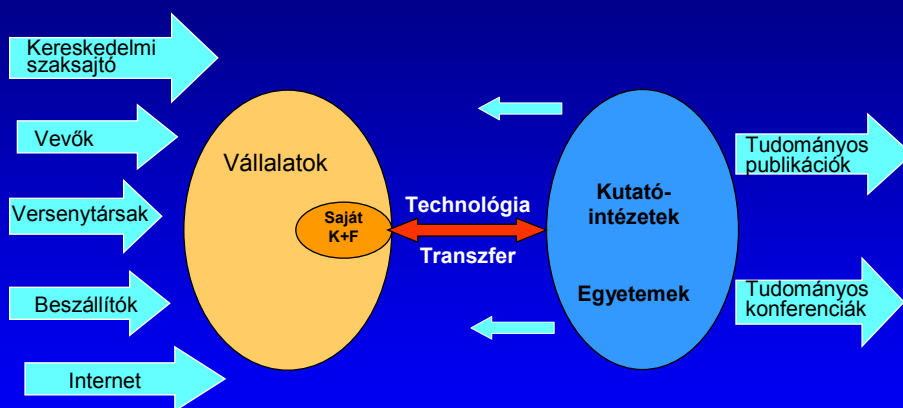 Kereskedelmi
szaksajtó
Vevők
Versenytársak
Beszállítók
Internet
Vállalatok
Saját
K+F
Technológia
Transzfer
Kutató-
intézetek
Egyetemek
Tudományos
publikációk
Tudományos
konferenciák